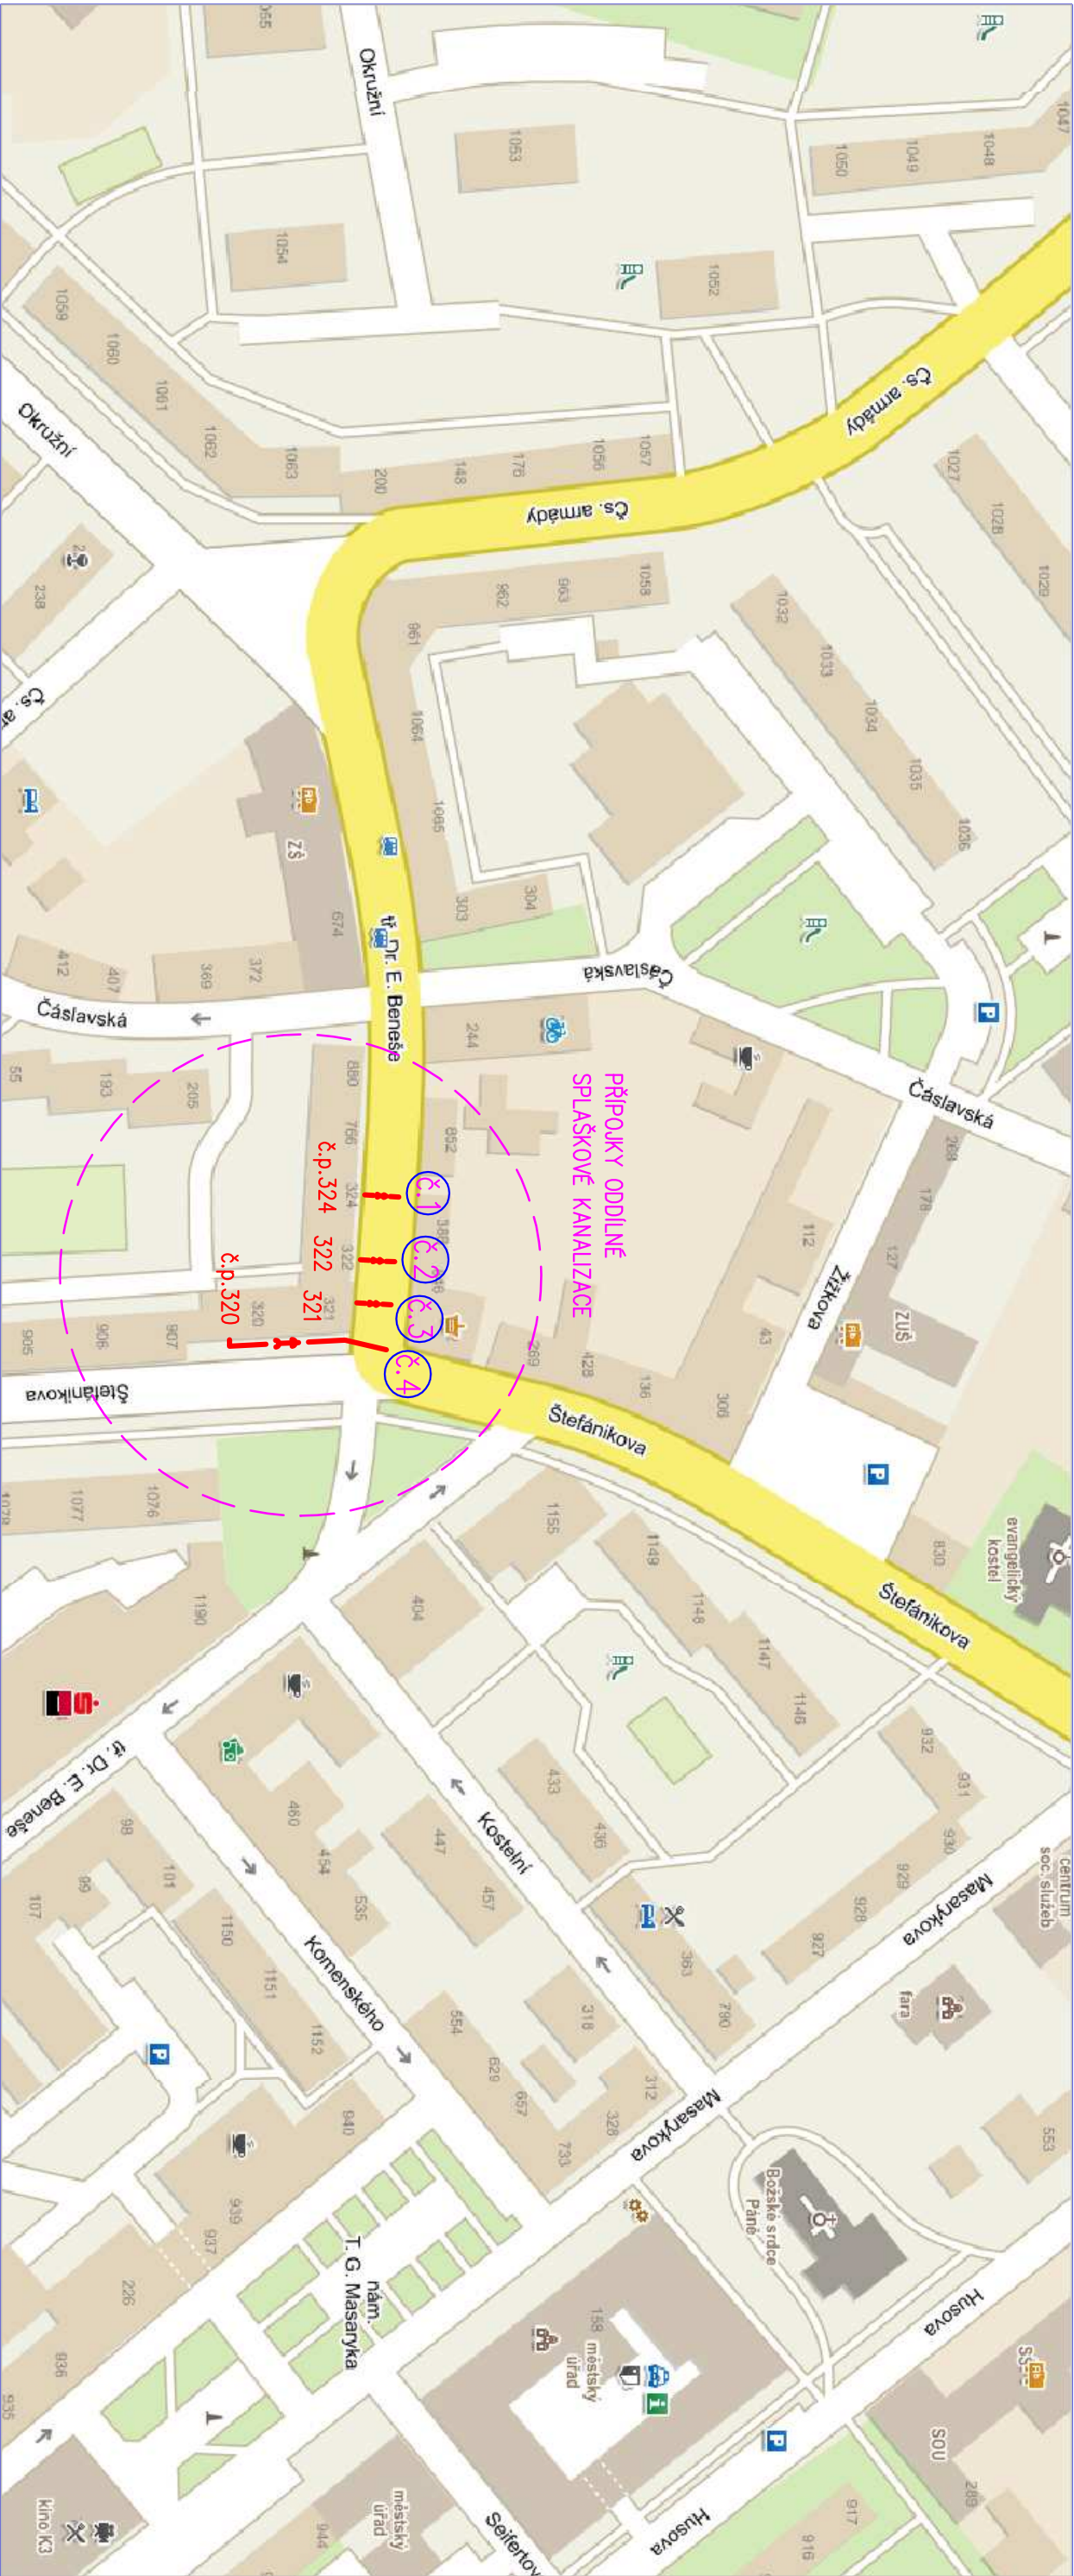 PŘÍPOJKY ODDÍLNÉ
SPLAŠKOVÉ KANALIZACE
č.1
č.2
č.3
č.4
č.p.324
322
321
č.p.320
Okružní
1055
1053
1054
1052
1047
1048
1049
1050
Čs. armády
Čs. armády
1027
1028
1029
1059
1060
1061
1062
1063
200
148
176
1056
1057
Okružní
238
1058
963
962
961
1064
1065
1032
1033
1034
1035
1036
303
304
ZŠ
674
tř. Dr. E. Beneše
372
369
407
412
Čáslavská
Čáslavská
Čáslavská
244
55
193
205
880
766
324
322
321
320
852
269
428
136
306
43
112
268
178
127
ZUŠ
Žižkova
907
906
905
Štefánikova
Štefánikova
Štefánikova
830
evangelický
kostel
1076
1077
1190
1155
1149
1148
1147
1146
404
433
436
447
457
Kostelní
460
454
535
tř. Dr. E. Beneše
98
99
101
107
1150
1151
1152
Komenského
932
931
930
929
928
927
Masarykova
centrum
soc. služeb
fara
363
790
318
312
328
554
629
657
733
Masarykova
553
Božské srdce
Páně
940
939
937
226
936
935
nám.
T. G. Masaryka
158
městský
úřad
městský
úřad
Husova
Husova
SOU
289
917
916
944
kino K3
P
P
P
P